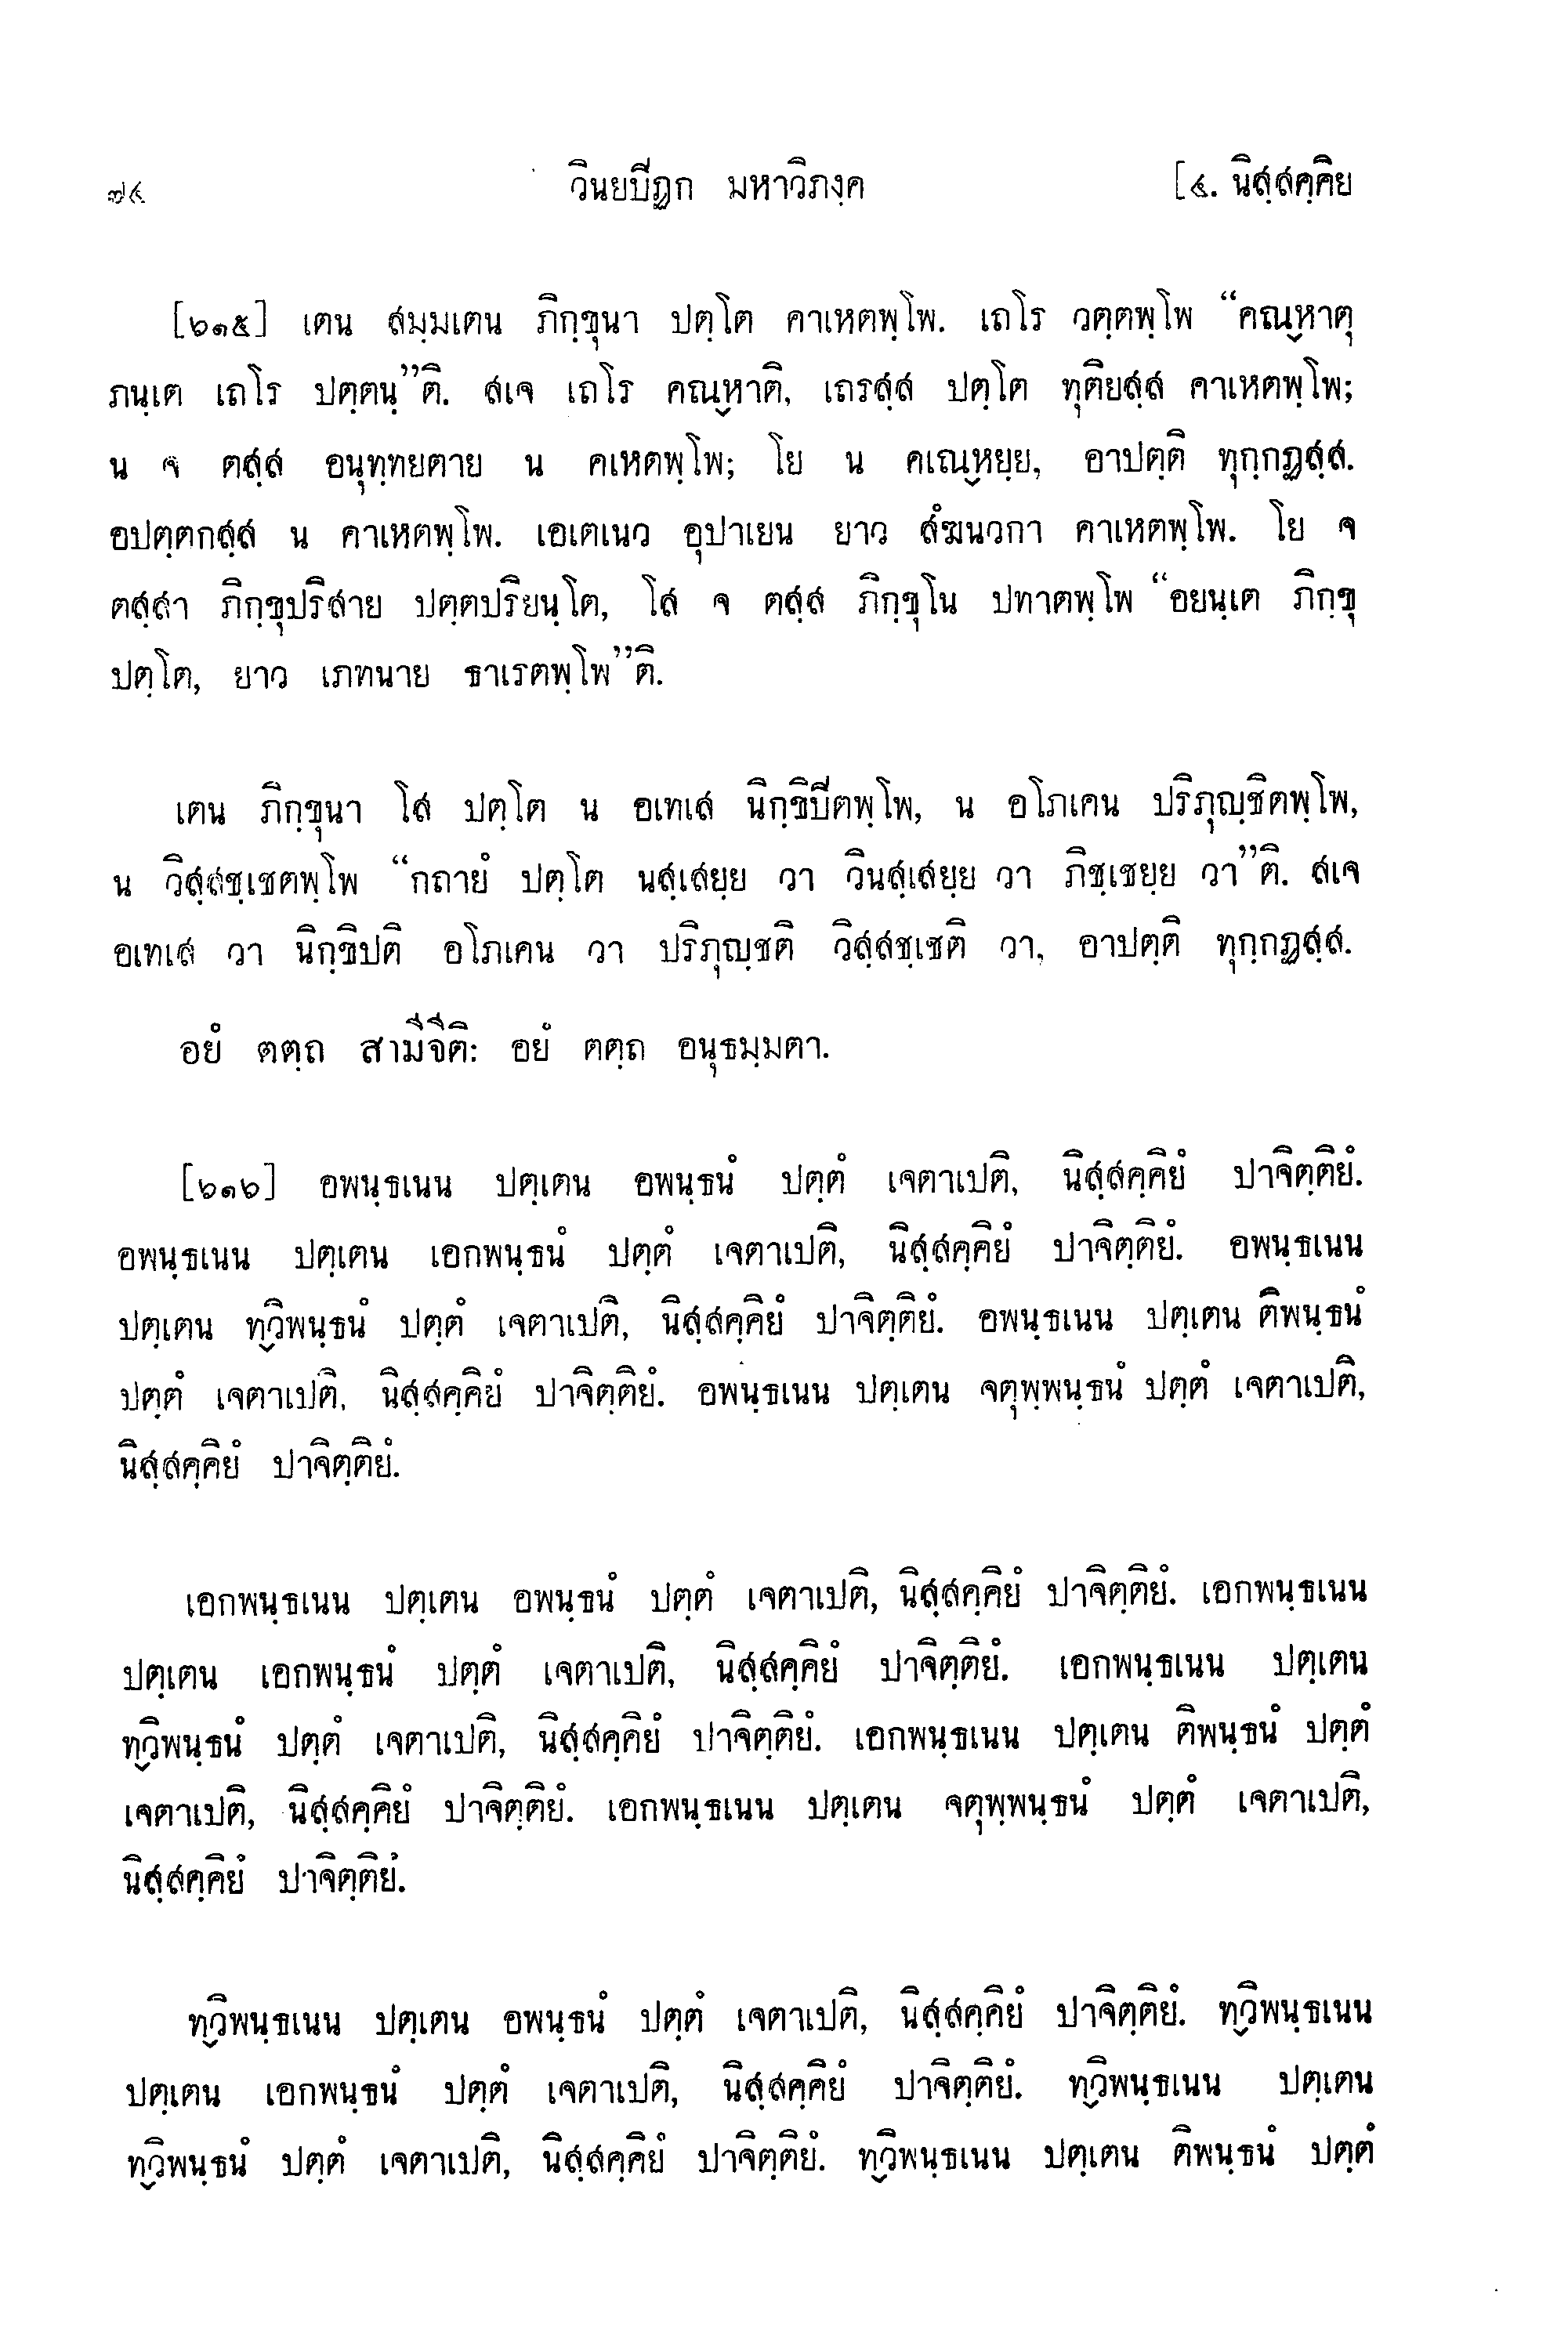 ๗๔ วินยปิฏก มหาวิภงฺค [๔. นิสฺสคฺคิย
[๖๑๕] เตน สมฺมเตน ภิกฺขุนา ปตฺโต คาเหตพฺโพ. เถโร วตฺตพฺโพ “คณฺหาตุ
ภนฺเต เถโร ปตฺตนฺ”ติ. สเจ เถโร คณฺหาติ, เถรสฺส ปตฺโต ทุติยสฺส คาเหตพฺโพ;
น จ ตสฺส อนุทฺทยตาย น คเหตพฺโพ; โย น คเณฺหยฺย, อาปตฺติ ทุกฺกฏสฺส.
อปตฺตกสฺส น คาเหตพฺโพ. เอเตเนว อุปาเยน ยาว สํฆนวกา คาเหตพฺโพ. โย จ
ตสฺสา ภิกฺขุปริสาย ปตฺตปริยนฺโต, โส จ ตสฺส ภิกฺขุโน ปทาตพฺโพ “อยนฺเต ภิกฺขุ
ปตฺโต, ยาว เภทนาย ธาเรตพฺโพ”ติ.
เตน ภิกฺขุนา โส ปตฺโต น อเทเส นิกฺขิปิตพฺโพ, น อโภเคน ปริภุญฺชิตพฺโพ,
น วิสฺสชฺเชตพฺโพ “กถายํ ปตฺโต นสฺเสยฺย วา วินสฺเสยฺย วา ภิชฺเชยฺย วา”ติ. สเจ
อเทเส วา นิกฺขิปติ อโภเคน วา ปริภุญฺชติ วิสฺสชฺเชติ วา, อาปตฺติ ทุกฺกฏสฺส.
อยํ ตตฺถ สามีจีติ: อยํ ตตฺถ อนุธมฺมตา.
[๖๑๖] อพนฺธเนน ปตฺเตน อพนฺธนํ ปตฺตํ เจตาเปติ, นิสฺสคฺคิยํ ปาจิตฺติยํ.
อพนฺธเนน ปตฺเตน เอกพนฺธนํ ปตฺตํ เจตาเปติ, นิสฺสคฺคิยํ ปาจิตฺติยํ. อพนฺธเนน
ปตฺเตน ทฺวิพนฺธนํ ปตฺตํ เจตาเปติ, นิสฺสคฺคิยํ ปาจิตฺติยํ. อพนฺธเนน ปตฺเตน ติพนฺธนํ
ปตฺตํ เจตาเปติ, นิสฺสคฺคิยํ ปาจิตฺติยํ. อพนฺธเนน ปตฺเตน จตุพฺพนฺธนํ ปตฺตํ เจตาเปติ,
นิสฺสคฺคิยํ ปาจิตฺติยํ.
เอกพนฺธเนน ปตฺเตน อพนฺธนํ ปตฺตํ เจตาเปติ, นิสฺสคฺคิยํ ปาจิตฺติยํ. เอกพนฺธเนน
ปตฺเตน เอกพนฺธนํ ปตฺตํ เจตาเปติ, นิสฺสคฺคิยํ ปาจิตฺติยํ. เอกพนฺธเนน ปตฺเตน
ทฺวิพนฺธนํ ปตฺตํ เจตาเปติ, นิสฺสคฺคิยํ ปาจิตฺติยํ. เอกพนฺธเนน ปตฺเตน ติพนฺธนํ ปตฺตํ
เจตาเปติ, นิสฺสคฺคิยํ ปาจิตฺติยํ. เอกพนฺธเนน ปตฺเตน จตุพฺพนฺธนํ ปตฺตํ เจตาเปติ,
นิสฺสคฺคิยํ ปาจิตฺติยํ.
ทฺวิพนฺธเนน ปตฺเตน อพนฺธนํ ปตฺตํ เจตาเปติ, นิสฺสคฺคิยํ ปาจิตฺติยํ. ทฺวิพนฺธเนน
ปตฺเตน เอกพนฺธนํ ปตฺตํ เจตาเปติ, นิสฺสคฺคิยํ ปาจิตฺติยํ. ทฺวิพนฺธเนน ปตฺเตน
ทฺวิพนฺธนํ ปตฺตํ เจตาเปติ, นิสฺสคฺคิยํ ปาจิตฺติยํ. ทฺวิพนฺธเนน ปตฺเตน ติพนฺธนํ ปตฺตํ